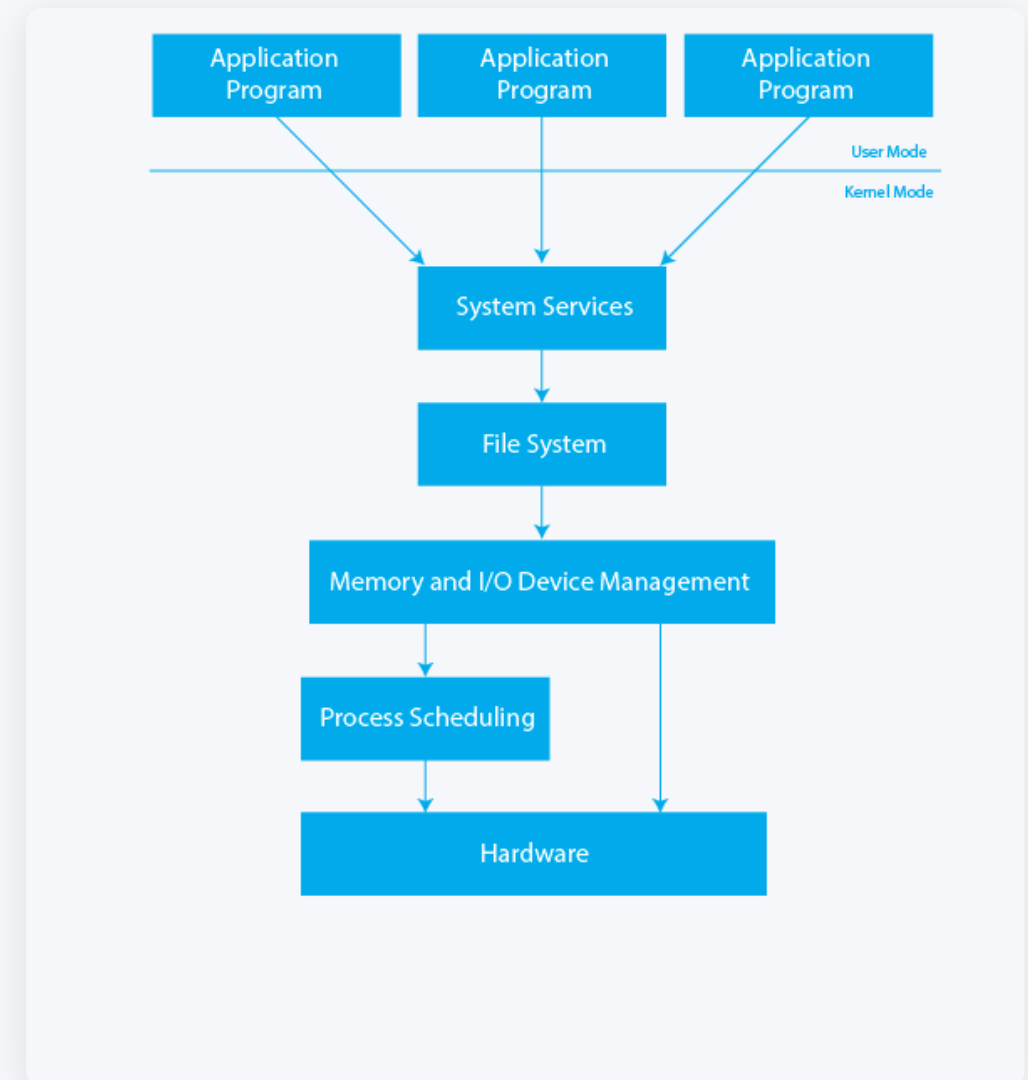 Application
Program
Application
Program
Application
Program
User Mode
Kernel Mode
System Services
File System
Memory and I/O Device Management
Process Scheduling
Hardware